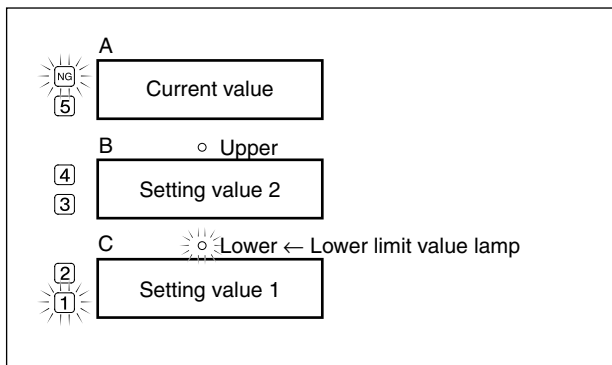 A
NG
Current value
5
B
Upper
4
Setting value 2
3
C
Lower ← Lower limit value lamp
2
Setting value 1
1